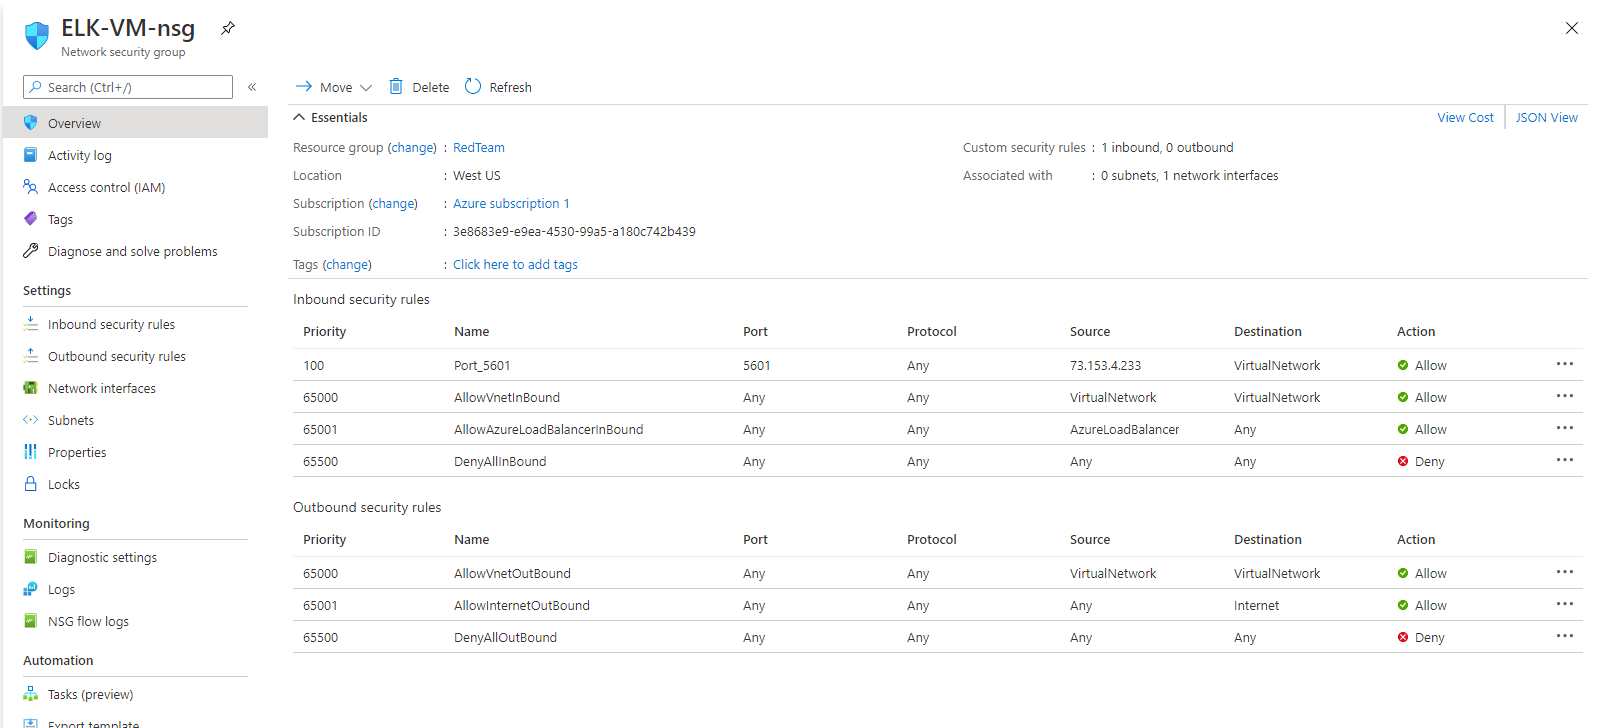 ELK-VM-nsg
Network security group
Search (Ctrl+/)
«
Overview
Activity log
Access control (IAM)
Tags
Diagnose and solve problems
Settings
Inbound security rules
Outbound security rules
Network interfaces
Subnets
Properties
Locks
Monitoring
Diagnostic settings
Logs
NSG flow logs
Automation
Tasks (preview)
Export template
Move Delete Refresh
Essentials View Cost JSON View
Resource group (change) : RedTeam Custom security rules : 1 inbound, 0 outbound
Location : West US Associated with : 0 subnets, 1 network interfaces
Subscription (change) : Azure subscription 1
Subscription ID : 3e8683e9-e9ea-4530-99a5-a180c742b439
Tags (change) : Click here to add tags
Inbound security rules
Priority Name Port Protocol Source Destination Action
100 Port_5601 5601 Any 73.153.4.233 VirtualNetwork Allow ...
65000 AllowVnetInBound Any Any VirtualNetwork VirtualNetwork Allow ...
65001 AllowAzureLoadBalancerInBound Any Any AzureLoadBalancer Any Allow ...
65500 DenyAllInBound Any Any Any Any Deny ...
Outbound security rules
Priority Name Port Protocol Source Destination Action
65000 AllowVnetOutBound Any Any VirtualNetwork VirtualNetwork Allow ...
65001 AllowInternetOutBound Any Any Any Internet Allow ...
65500 DenyAllOutBound Any Any Any Any Deny ...